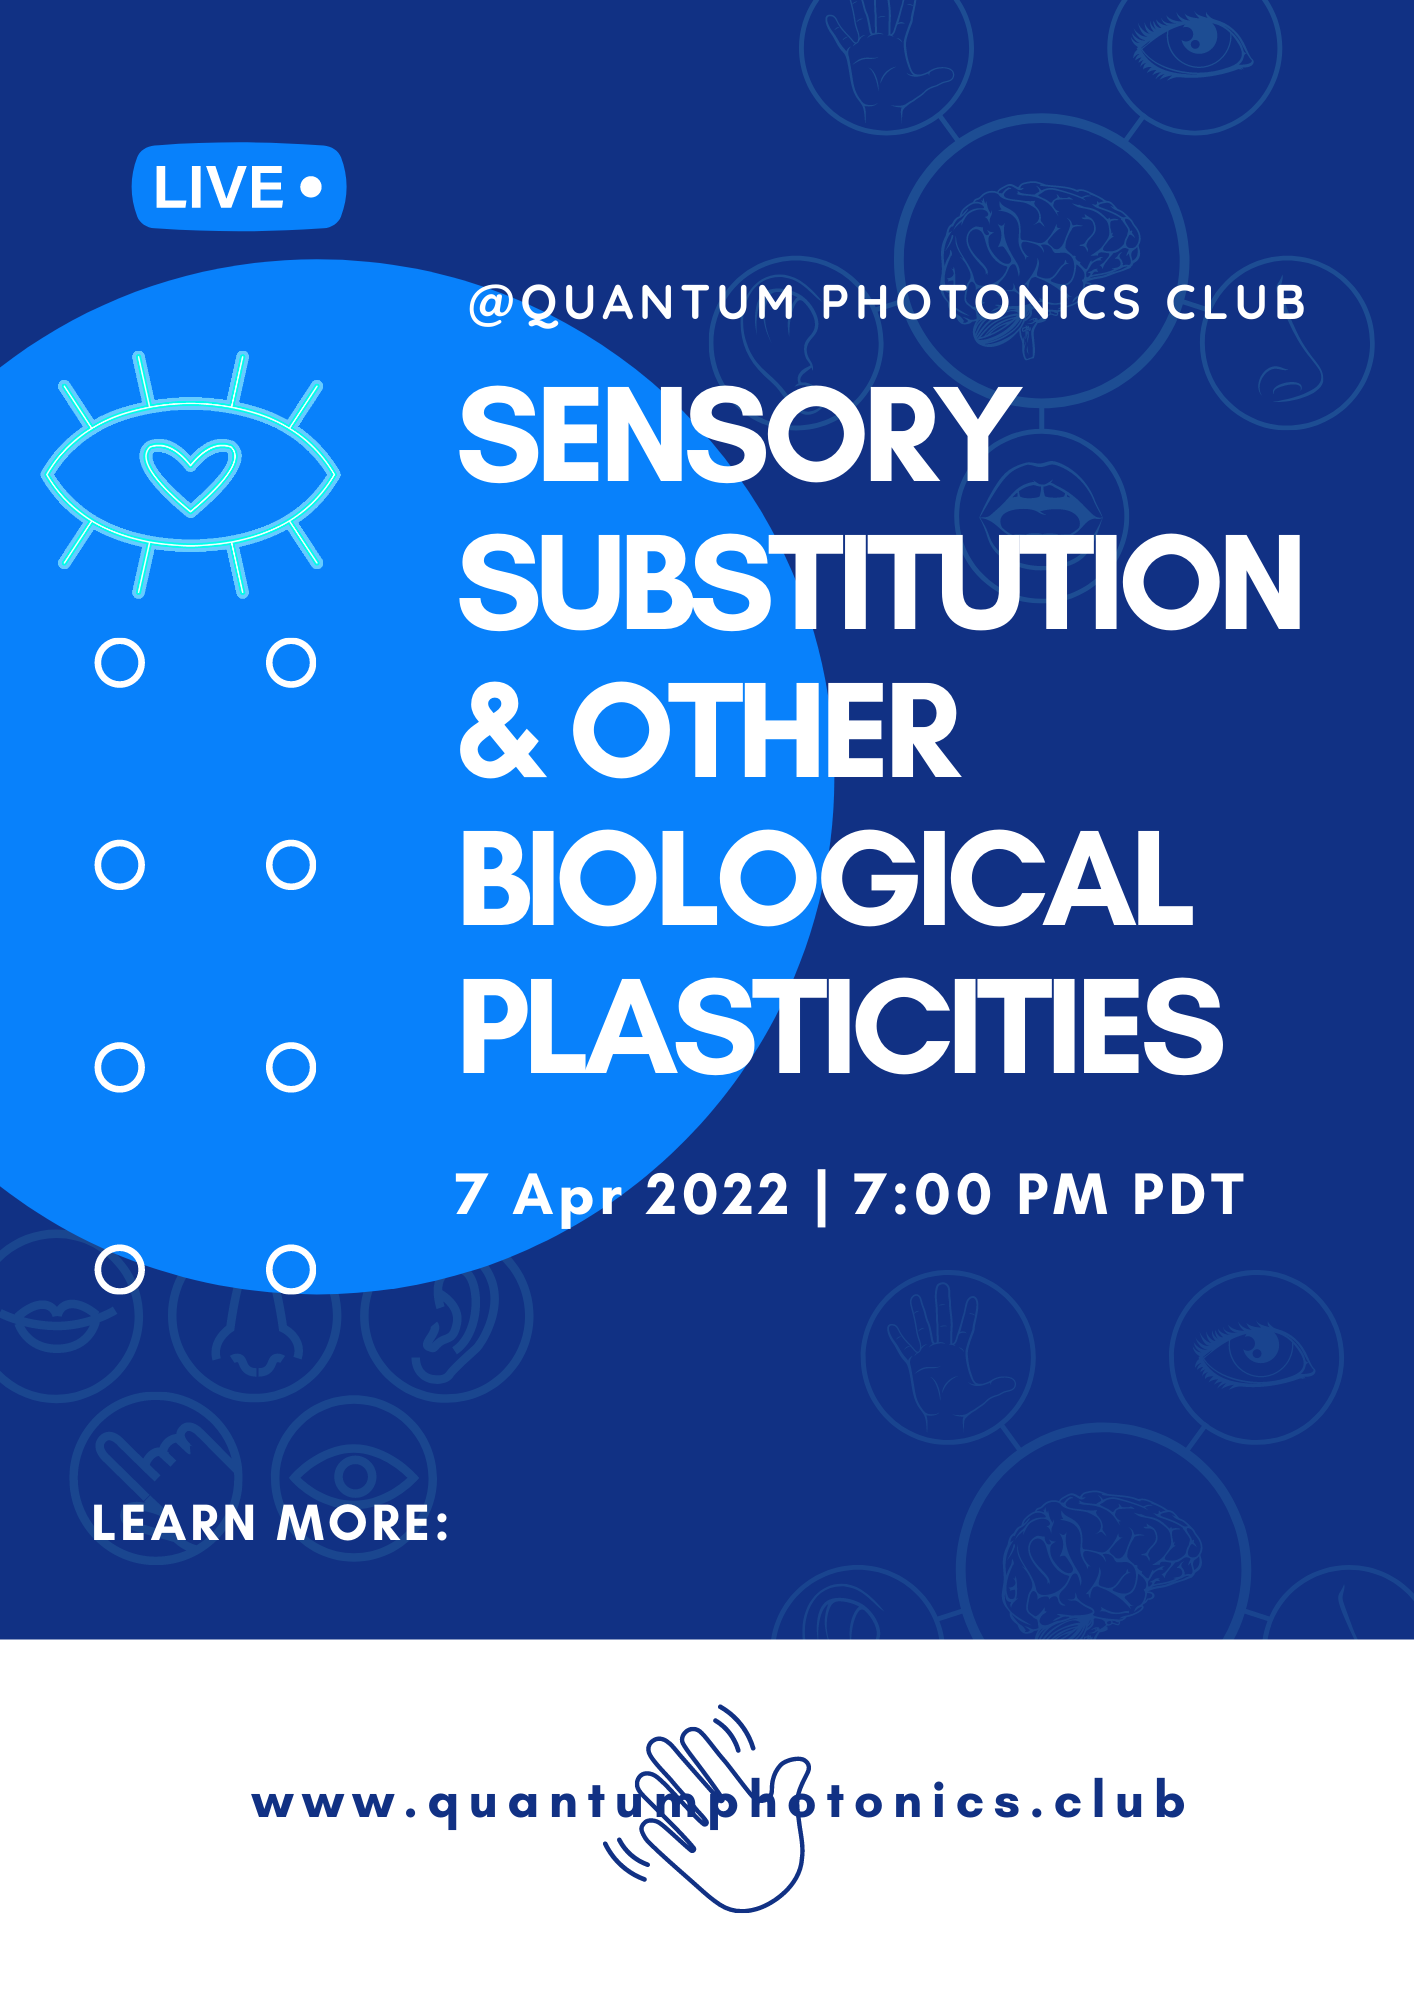 LIVE
@QUANTUM PHOTONICS CLUB
SENSORY
SUBSTITUTION
& OTHER
BIOLOGICAL
PLASTICITIES
7 Apr 2022 | 7:00 PM PDT
LEARN MORE:
www.quantumphotonics.club